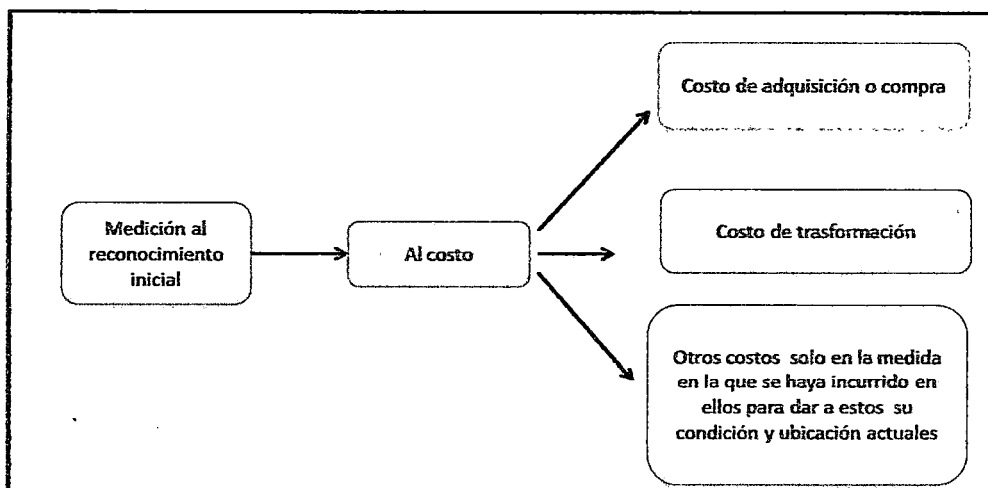 Medición al
reconocimiento
inicial
Al costo
Costo de adquisición o compra
Costo de trasformación
Otros costos solo en la medida
en la que se haya incurrido en
ellos para dar a estos su
condición y ubicación actuales